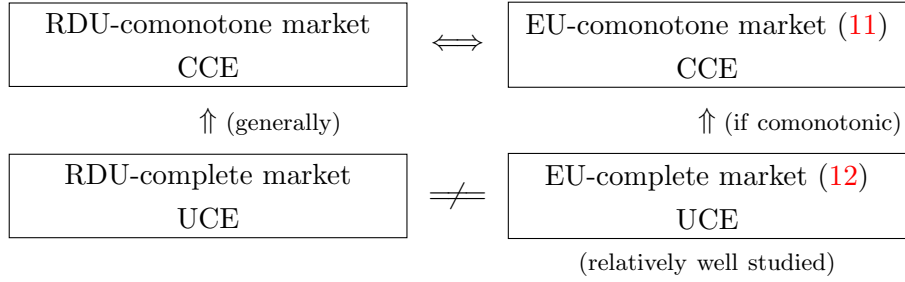 RDU-comonotone market ⟺ EU-comonotone market (11)
CCE CCE
⇑ (generally) ⇑ (if comonotonic)
RDU-complete market ≠ EU-complete market (12)
UCE UCE
(relatively well studied)